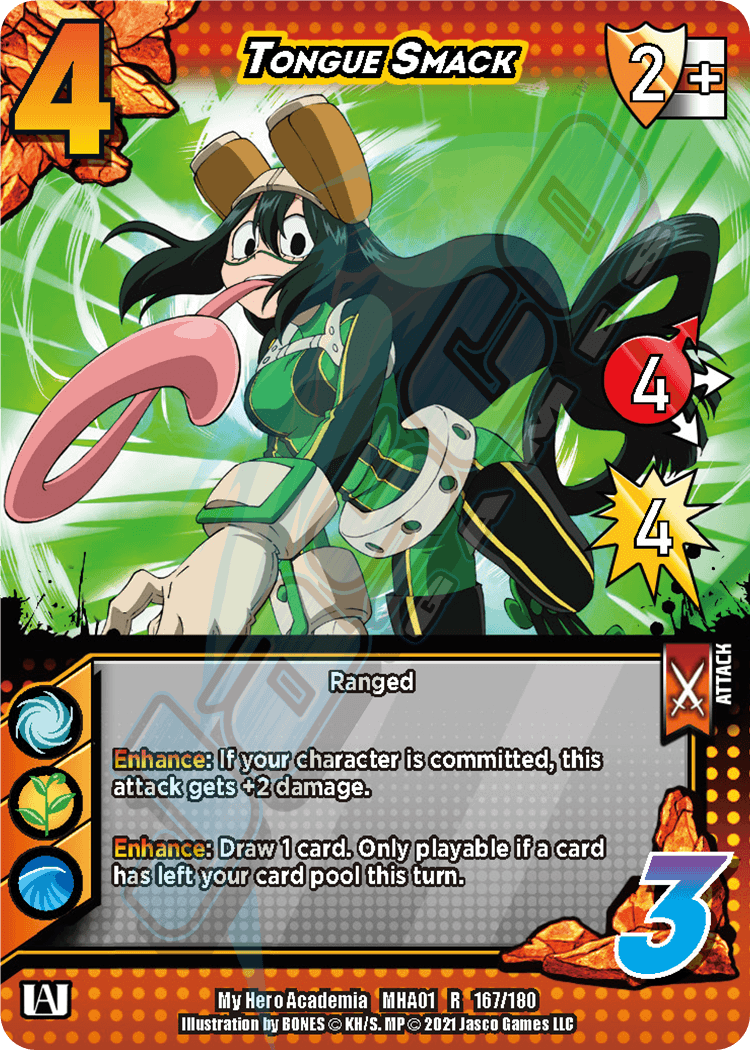 4
TONGUE SMACK
2 +
4
4
ATTACK
Ranged
Enhance: If your character is committed, this
attack gets +2 damage.
Enhance: Draw 1 card. Only playable if a card
has left your card pool this turn.
3
UA
My Hero Academia MHA01 R 167/180
Illustration by BONES © KH/S. MP © 2021 Jasco Games LLC